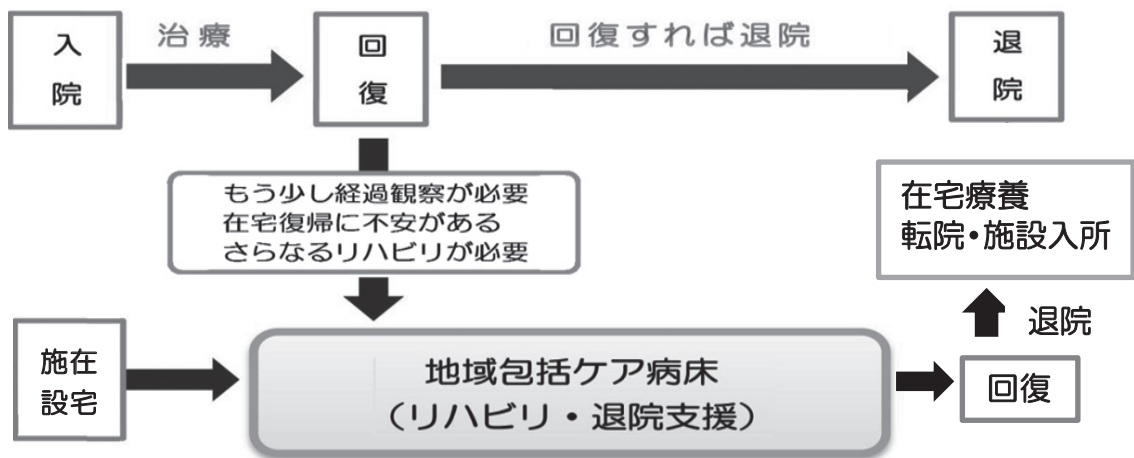 入院
治療
回復
回復すれば退院
退院
もう少し経過観察が必要
在宅復帰に不安がある
さらなるリハビリが必要
在宅療養
転院・施設入所
退院
施設
在宅
地域包括ケア病床
（リハビリ・退院支援）
回復